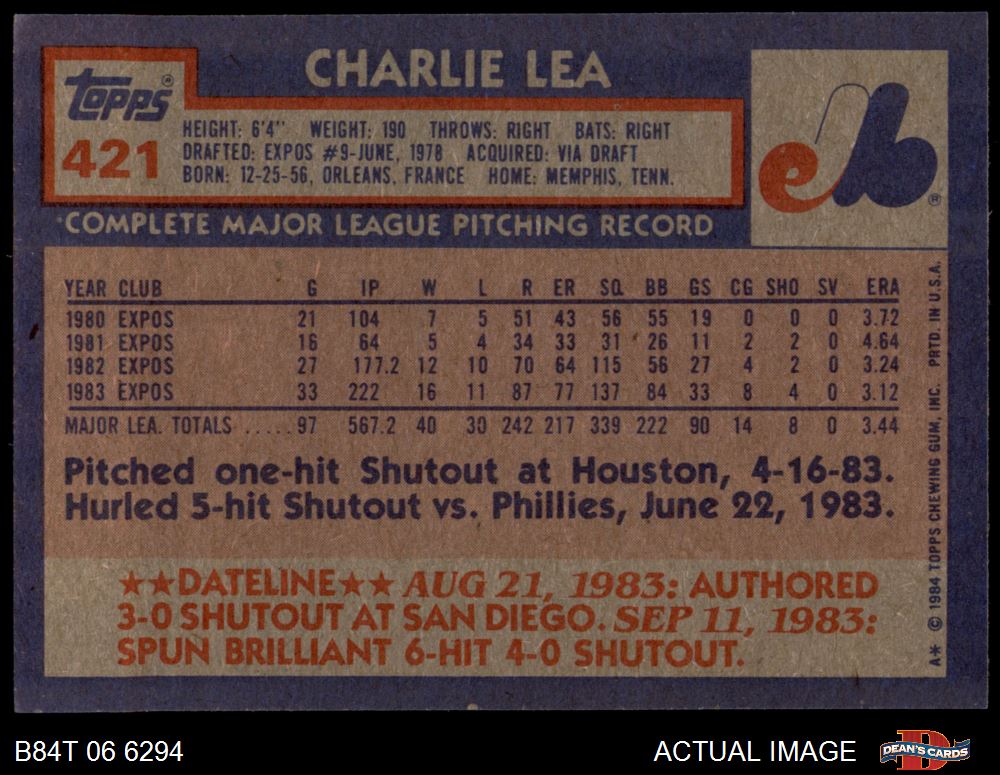 CHARLIE LEA
Topps®
421
HEIGHT: 6'4" WEIGHT: 190 THROWS: RIGHT BATS: RIGHT
DRAFTED: EXPOS #9-JUNE, 1978 ACQUIRED: VIA DRAFT
BORN: 12-25-56, ORLEANS, FRANCE HOME: MEMPHIS, TENN.
eb®
COMPLETE MAJOR LEAGUE PITCHING RECORD
YEAR CLUB G IP W L R ER SO BB GS CG SHO SV ERA
1980 EXPOS 21 104 7 5 51 43 56 55 19 0 0 0 3.72
1981 EXPOS 16 64 5 4 34 33 31 26 11 2 2 0 4.64
1982 EXPOS 27 177.2 12 10 70 64 115 56 27 4 2 0 3.24
1983 EXPOS 33 222 16 11 87 77 137 84 33 8 4 0 3.12
MAJOR LEA. TOTALS .....97 567.2 40 30 242 217 339 222 90 14 8 0 3.44
Pitched one-hit Shutout at Houston, 4-16-83.
Hurled 5-hit Shutout vs. Phillies, June 22, 1983.
★★DATELINE★★ AUG 21, 1983: AUTHORED
3-0 SHUTOUT AT SAN DIEGO. SEP 11, 1983:
SPUN BRILLIANT 6-HIT 4-0 SHUTOUT.
A* © 1984 TOPPS CHEWING GUM, INC. PRTD. IN U.S.A.
B84T 06 6294
ACTUAL IMAGE
D
DEAN'S CARDS